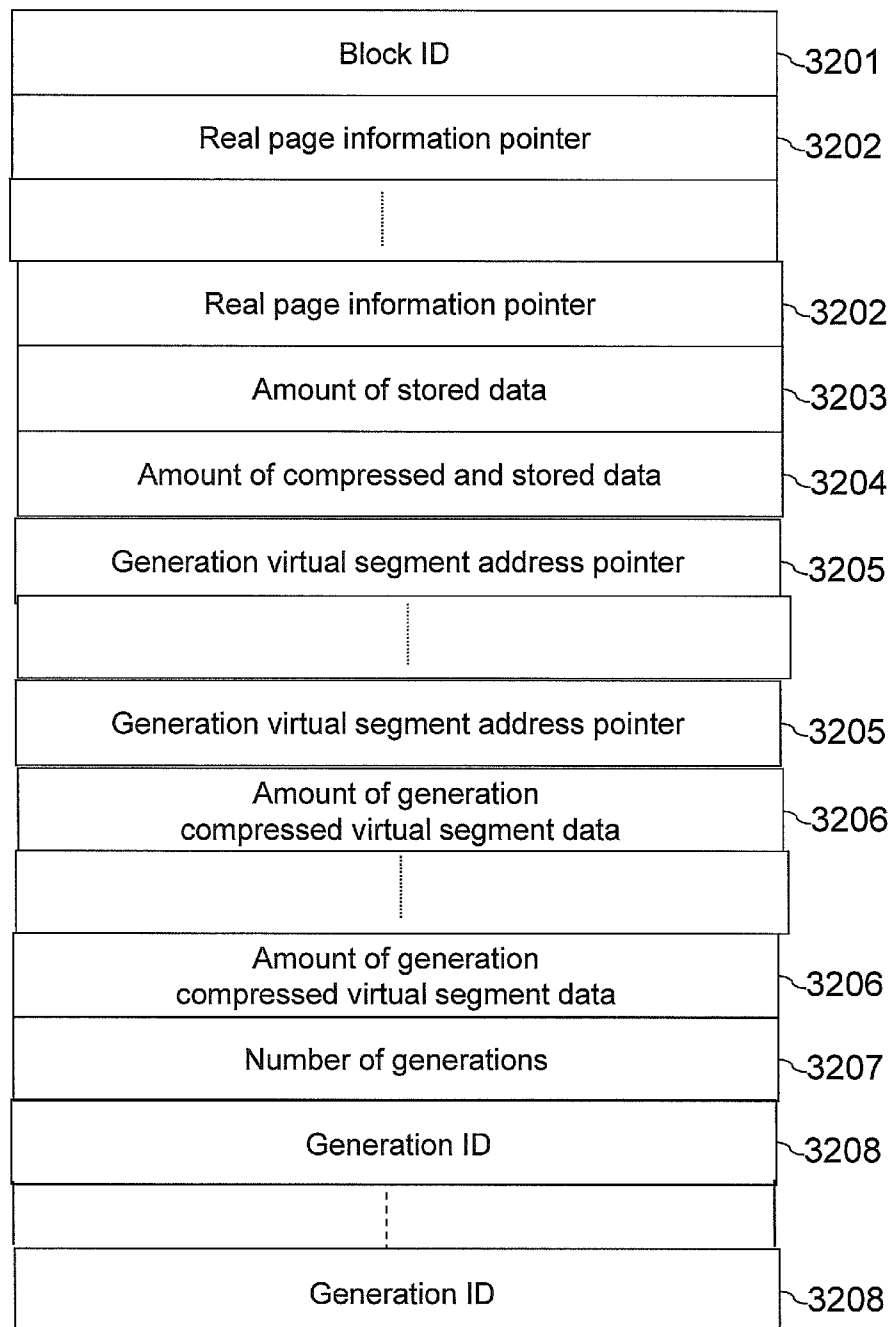 Block ID 3201
Real page information pointer 3202
Real page information pointer 3202
Amount of stored data 3203
Amount of compressed and stored data 3204
Generation virtual segment address pointer 3205
Generation virtual segment address pointer 3205
Amount of generation
compressed virtual segment data 3206
Amount of generation
compressed virtual segment data 3206
Number of generations 3207
Generation ID 3208
Generation ID 3208